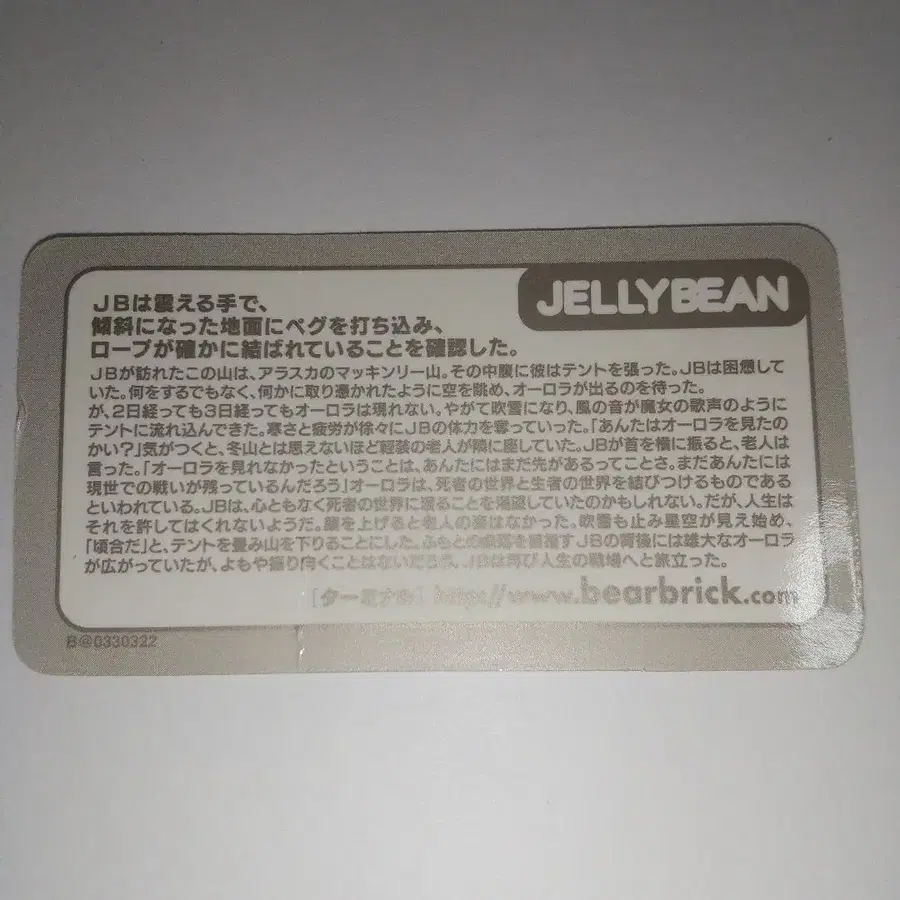 JELLYBEAN
JBは震える手で、
傾斜になった地面にペグを打ち込み、
ロープが確かに結ばれていることを確認した。
JBが訪れたこの山は、アラスカのマッキンリー山。その中腹に彼はテントを張った。JBは困憊して
いた。何をするでもなく、何かに取り憑かれたように空を眺め、オーロラが出るのを待った。
が、2日経っても3日経ってもオーロラは現れない。やがて吹雪になり、風の音が魔女の歌声のように
テントに流れ込んできた。寒さと疲労が徐々にJBの体力を奪っていった。「あんたはオーロラを見たの
かい?」気がつくと、冬山とは思えないほど軽装の老人が隣に座していた。JBが首を横に振ると、老人は
言った。「オーロラを見れなかったということは、あんたにはまだ先があるってことさ。まだあんたには
現世での戦いが残っているんだろう」オーロラは、死者の世界と生者の世界を結びつけるものである
といわれている。JBは、心ともなく死者の世界に渡ることを渇望していたのかもしれない。だが、人生は
それを許してはくれないようだ。顔を上げると老人の姿はなかった。吹雪も止み星空が見え始め、
「頃合だ」と、テントを畳み山を下りることにした。ふもとの集落を目指すJBの背後には雄大なオーロラ
が広がっていたが、よもや振り向くことはないだろう。JBは再び人生の戦場へと旅立った。
[ターミナル] http://www.bearbrick.com
B@0330322